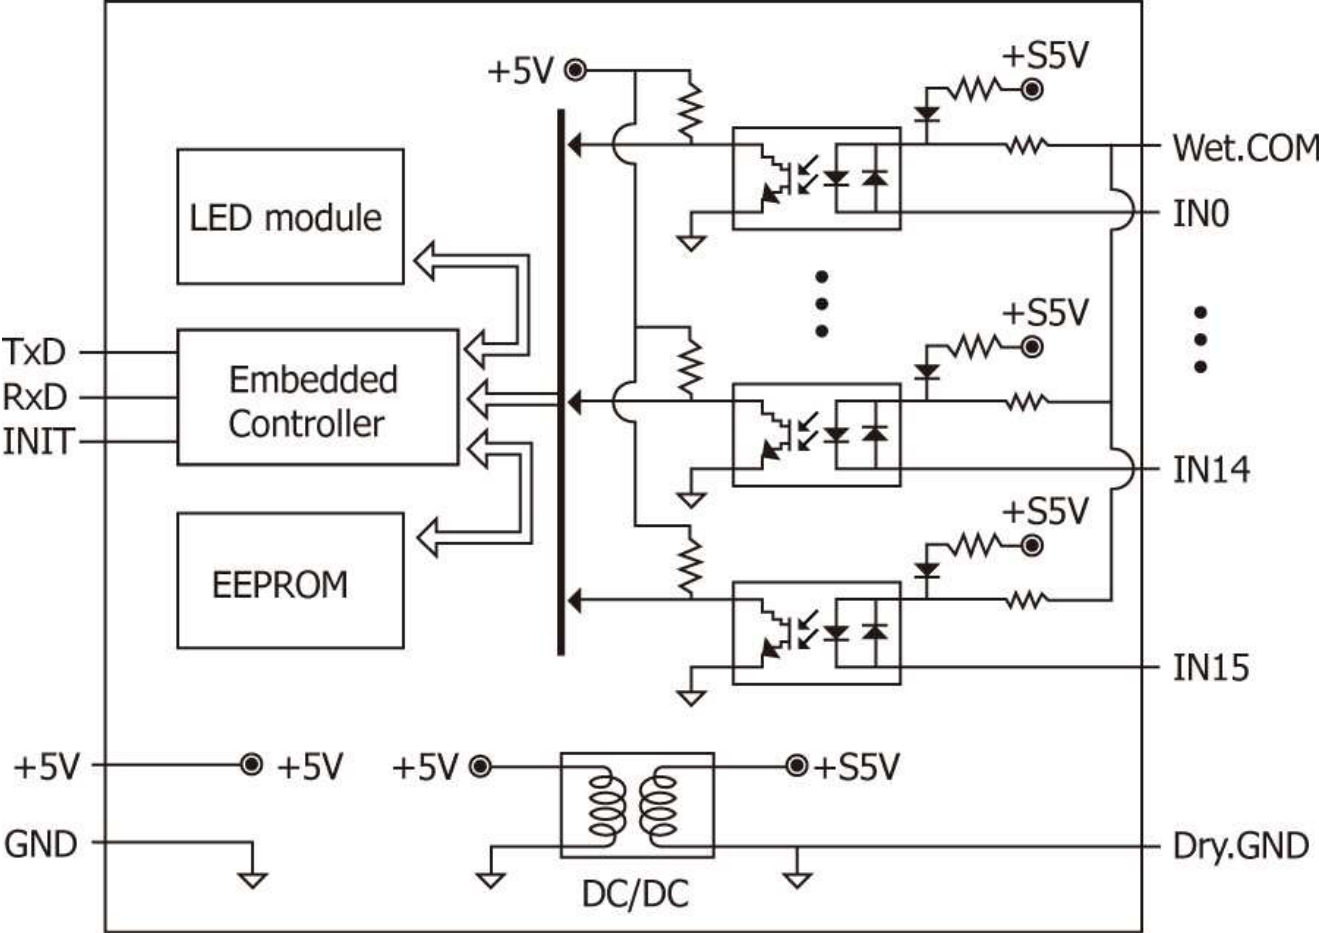 +5V
+S5V
Wet.COM
LED module
IN0
TxD
RxD
INIT
Embedded
Controller
+S5V
IN14
+S5V
EEPROM
IN15
+5V
+5V
+5V
+S5V
GND
Dry.GND
DC/DC